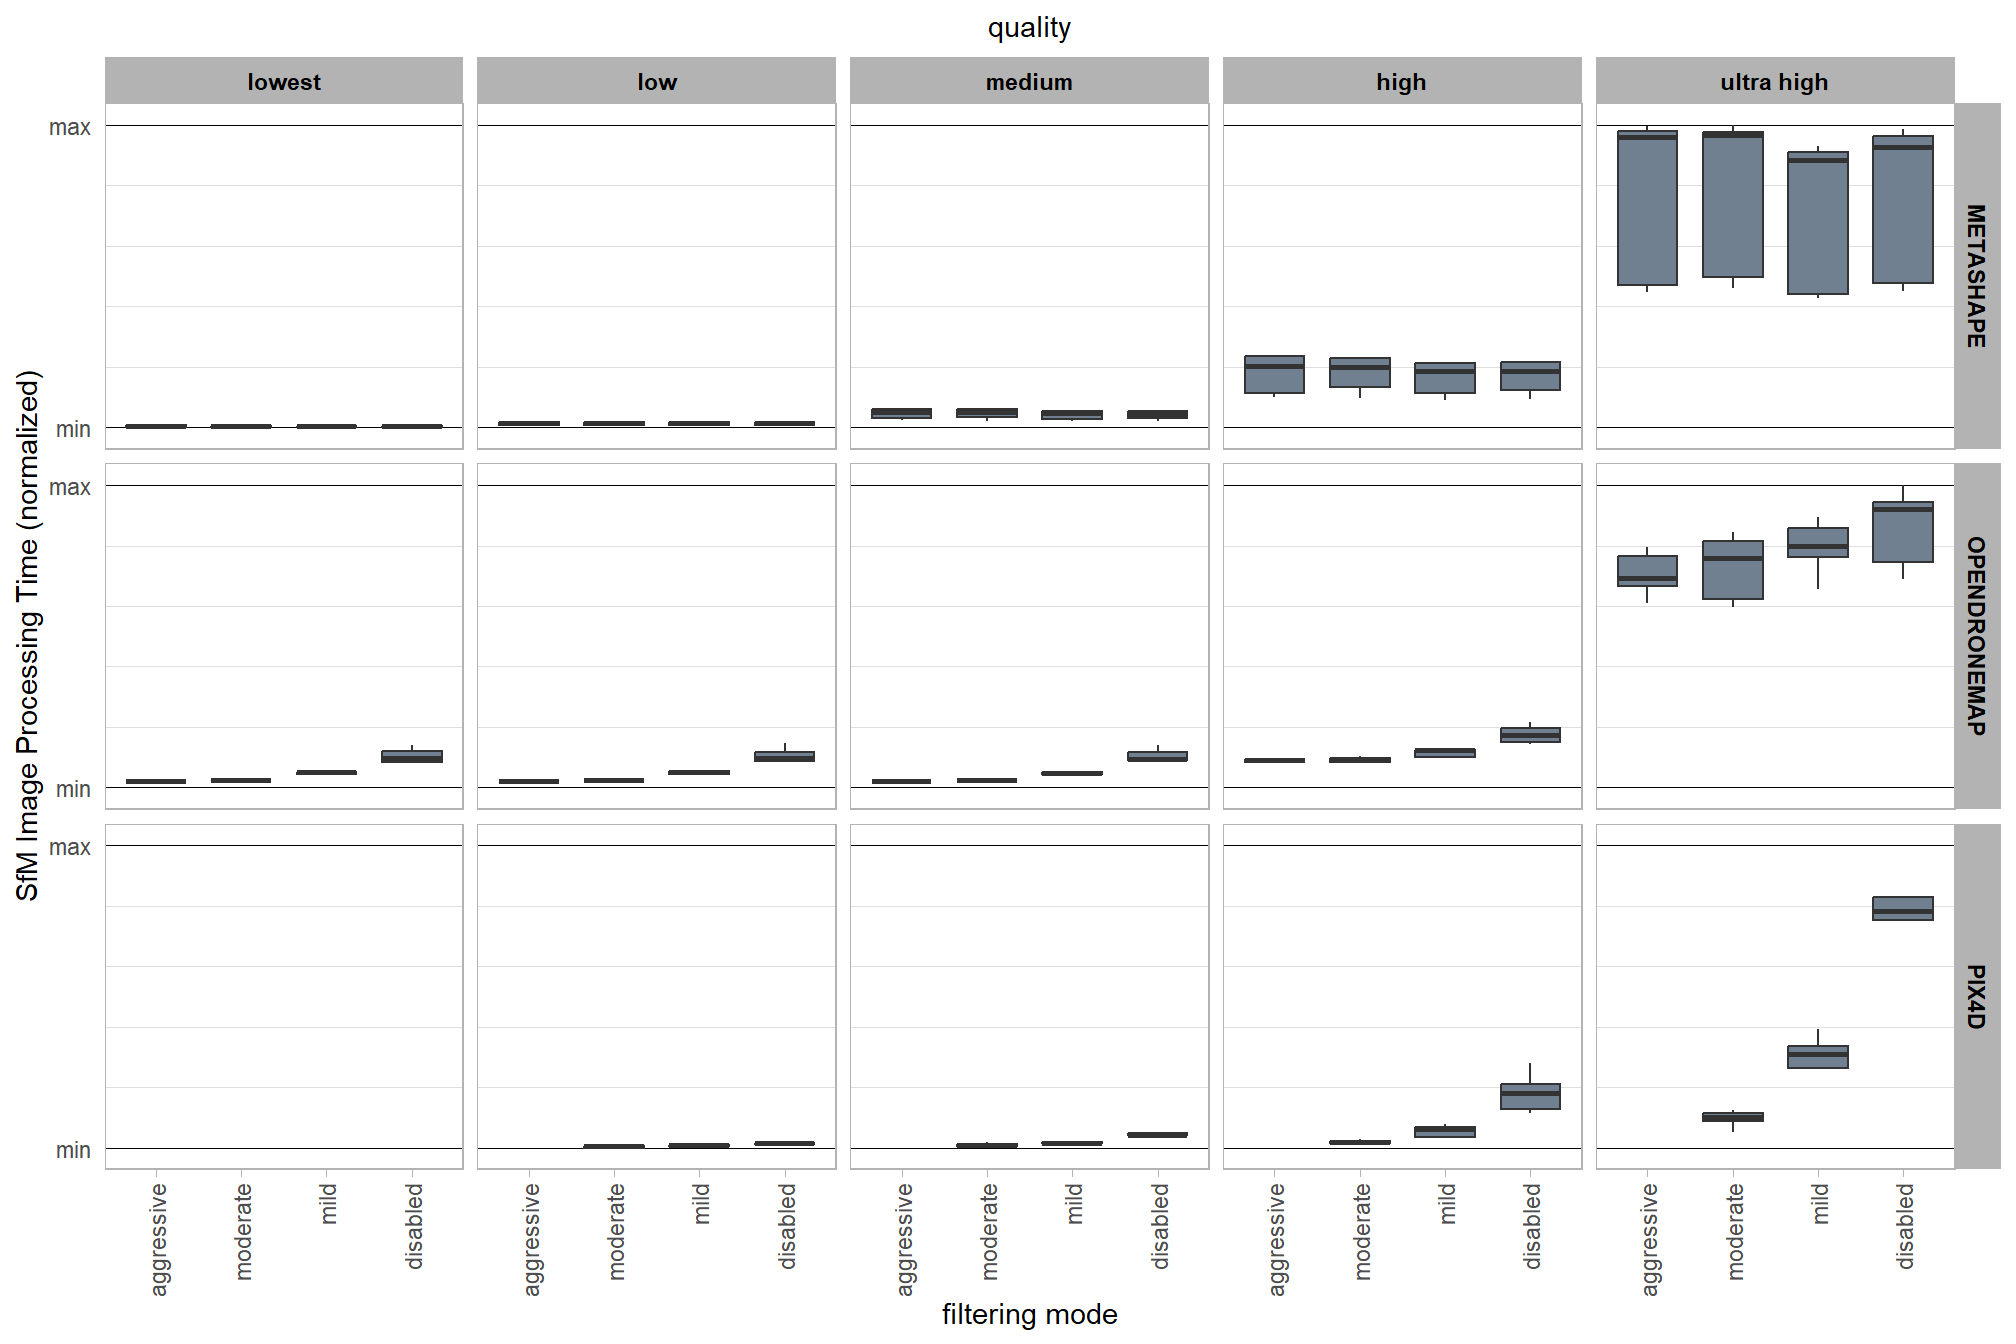 quality
lowest low medium high ultra high
max
min
METASHAPE
max
min
OPENDRONEMAP
max
min
PIX4D
SfM Image Processing Time (normalized)
aggressive moderate mild disabled aggressive moderate mild disabled aggressive moderate mild disabled aggressive moderate mild disabled aggressive moderate mild disabled
filtering mode